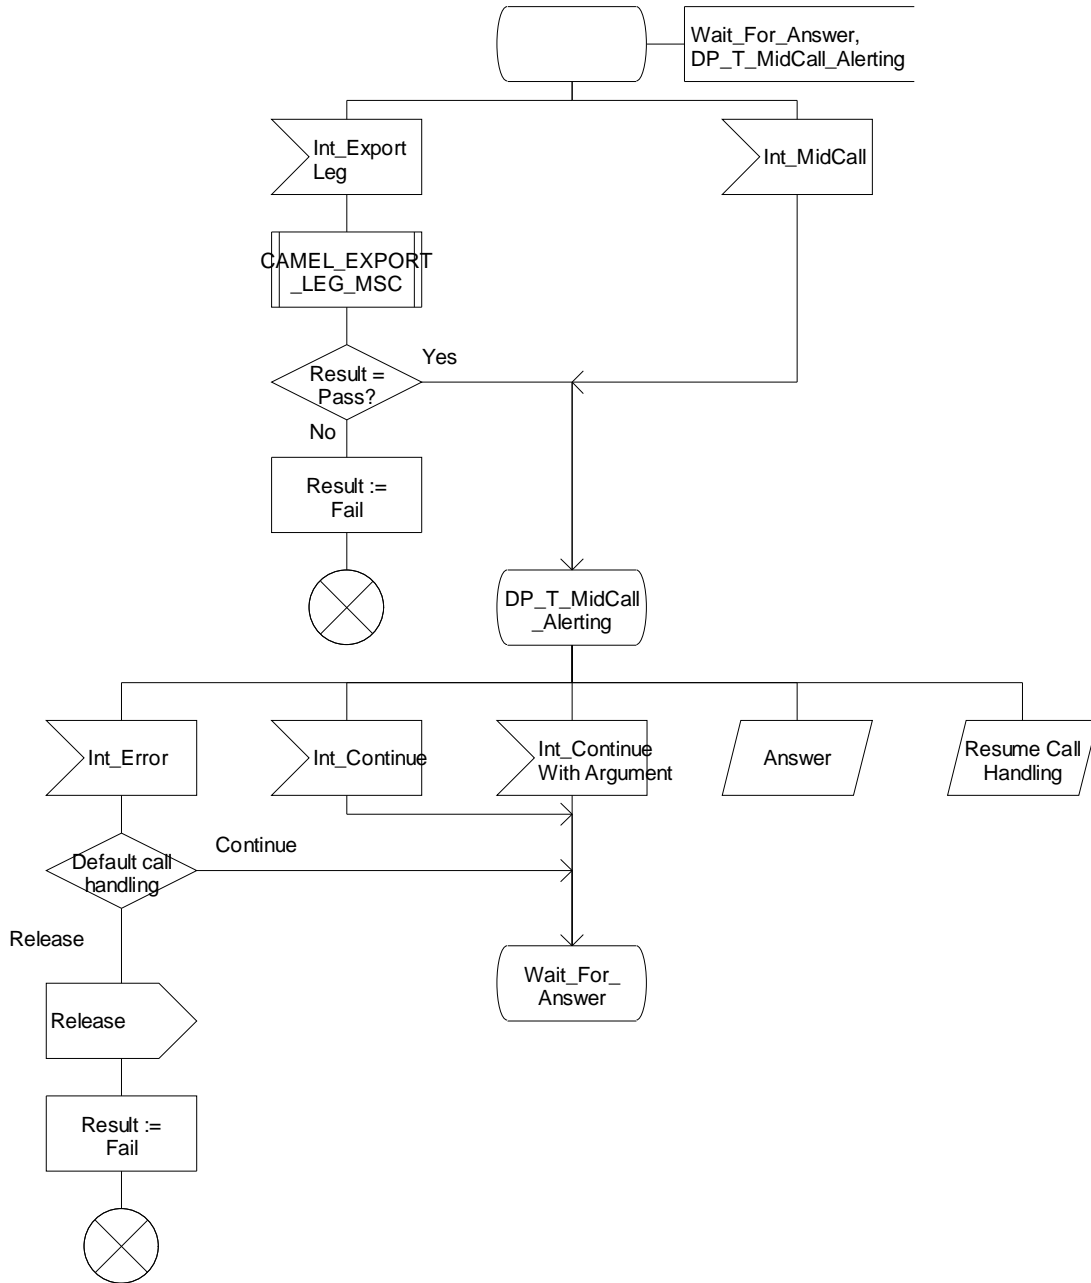 Wait_For_Answer,
DP_T_MidCall_Alerting
Int_Export
Leg
Int_MidCall
CAMEL_EXPORT
_LEG_MSC
Yes
Result =
Pass?
No
Result :=
Fail
DP_T_MidCall
_Alerting
Int_Error
Int_Continue
Int_Continue
With Argument
Answer
Resume Call
Handling
Continue
Default call
handling
Release
Wait_For_
Answer
Release
Result :=
Fail